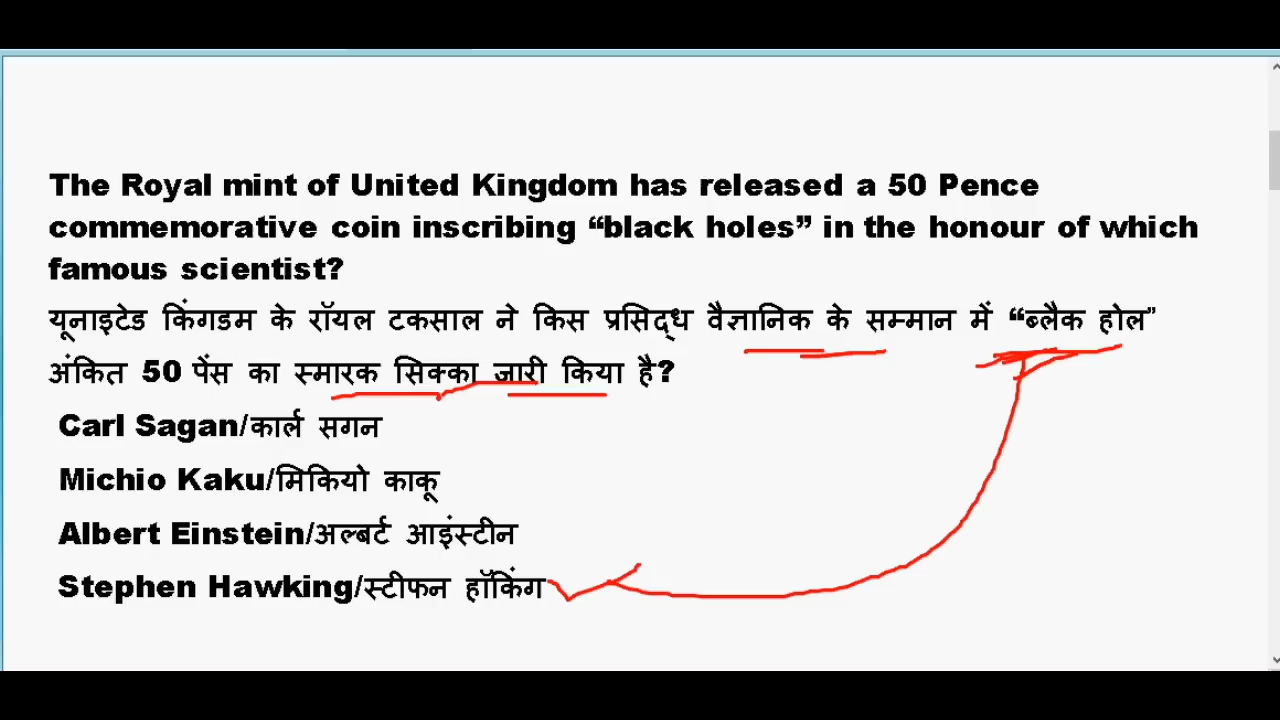 The Royal mint of United Kingdom has released a 50 Pence
commemorative coin inscribing “black holes” in the honour of which
famous scientist?
यूनाइटेड किंगडम के रॉयल टकसाल ने किस प्रसिद्ध वैज्ञानिक के सम्मान में “ब्लैक होल”
अंकित 50 पेंस का स्मारक सिक्का जारी किया है?
Carl Sagan/कार्ल सगन
Michio Kaku/मिकियो काकू
Albert Einstein/अल्बर्ट आइंस्टीन
Stephen Hawking/स्टीफन हॉकिंग